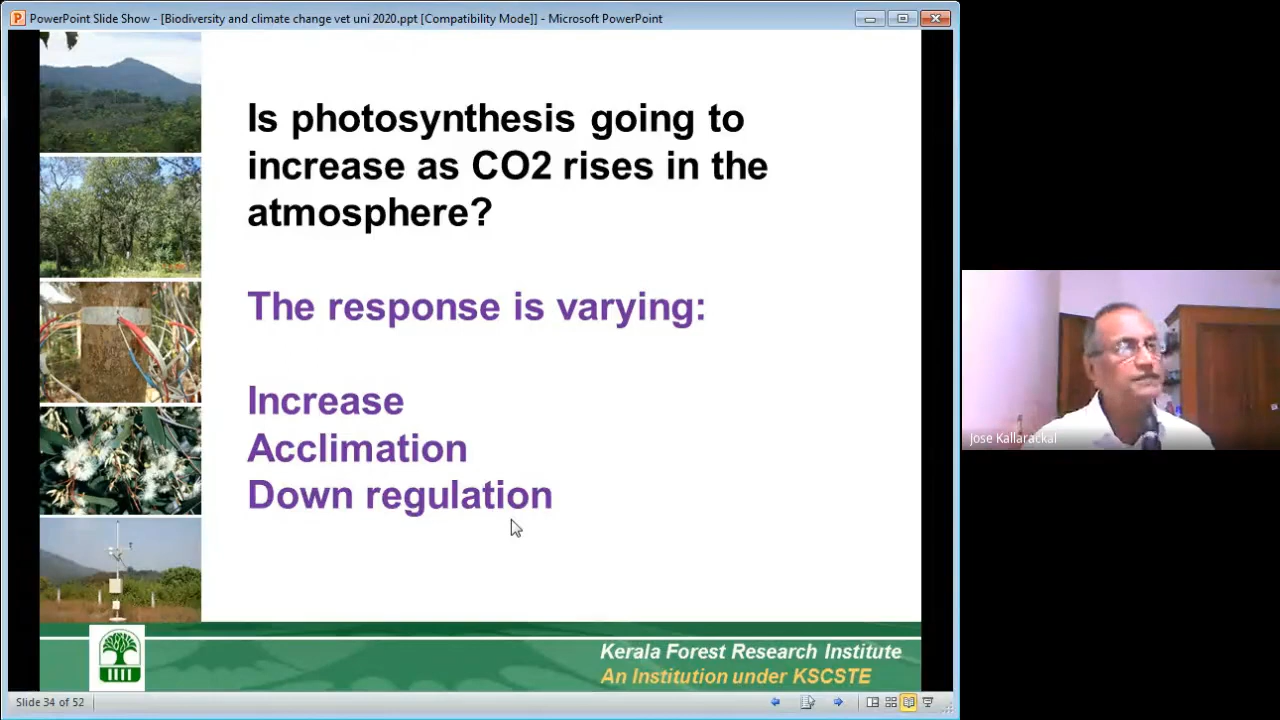 PowerPoint Slide Show - [Biodiversity and climate change vet uni 2020.ppt [Compatibility Mode]] - Microsoft PowerPoint
Is photosynthesis going to
increase as CO2 rises in the
atmosphere?
The response is varying:
Increase
Acclimation
Down regulation
Jose Kallarackal
Kerala Forest Research Institute
An Institution under KSCSTE
Slide 34 of 52